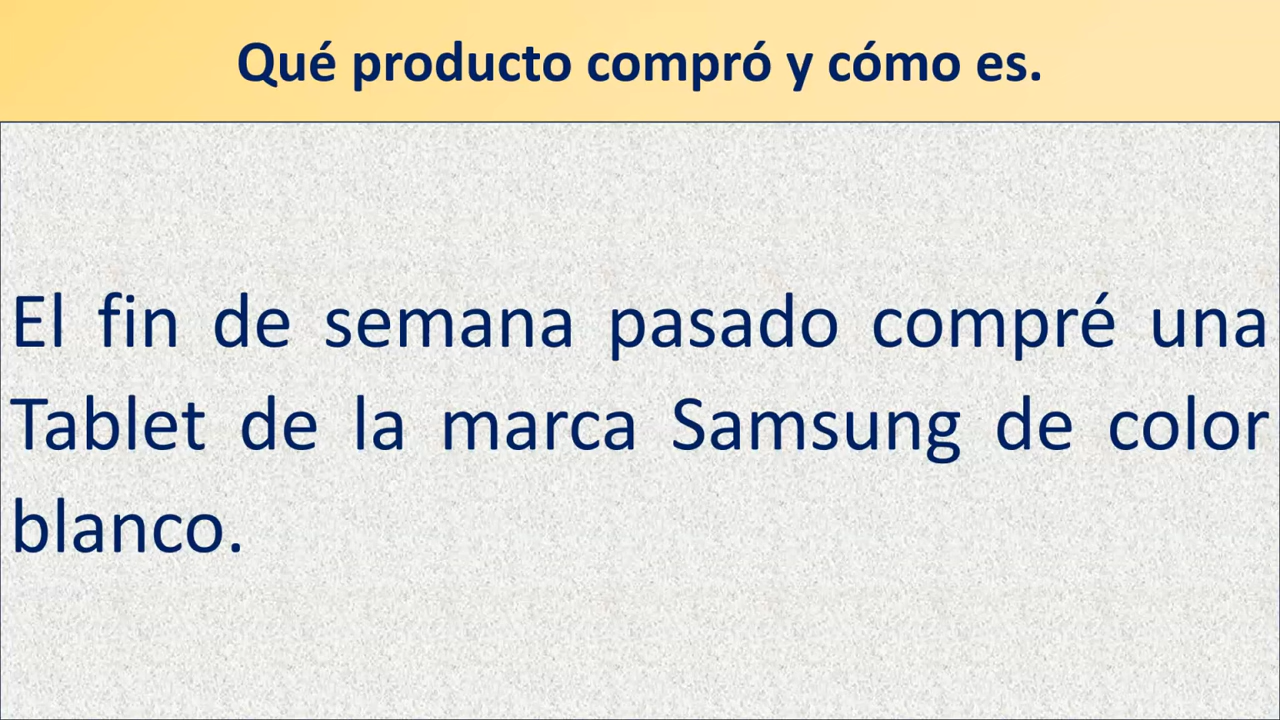 Qué producto compró y cómo es.
El fin de semana pasado compré una
Tablet de la marca Samsung de color
blanco.